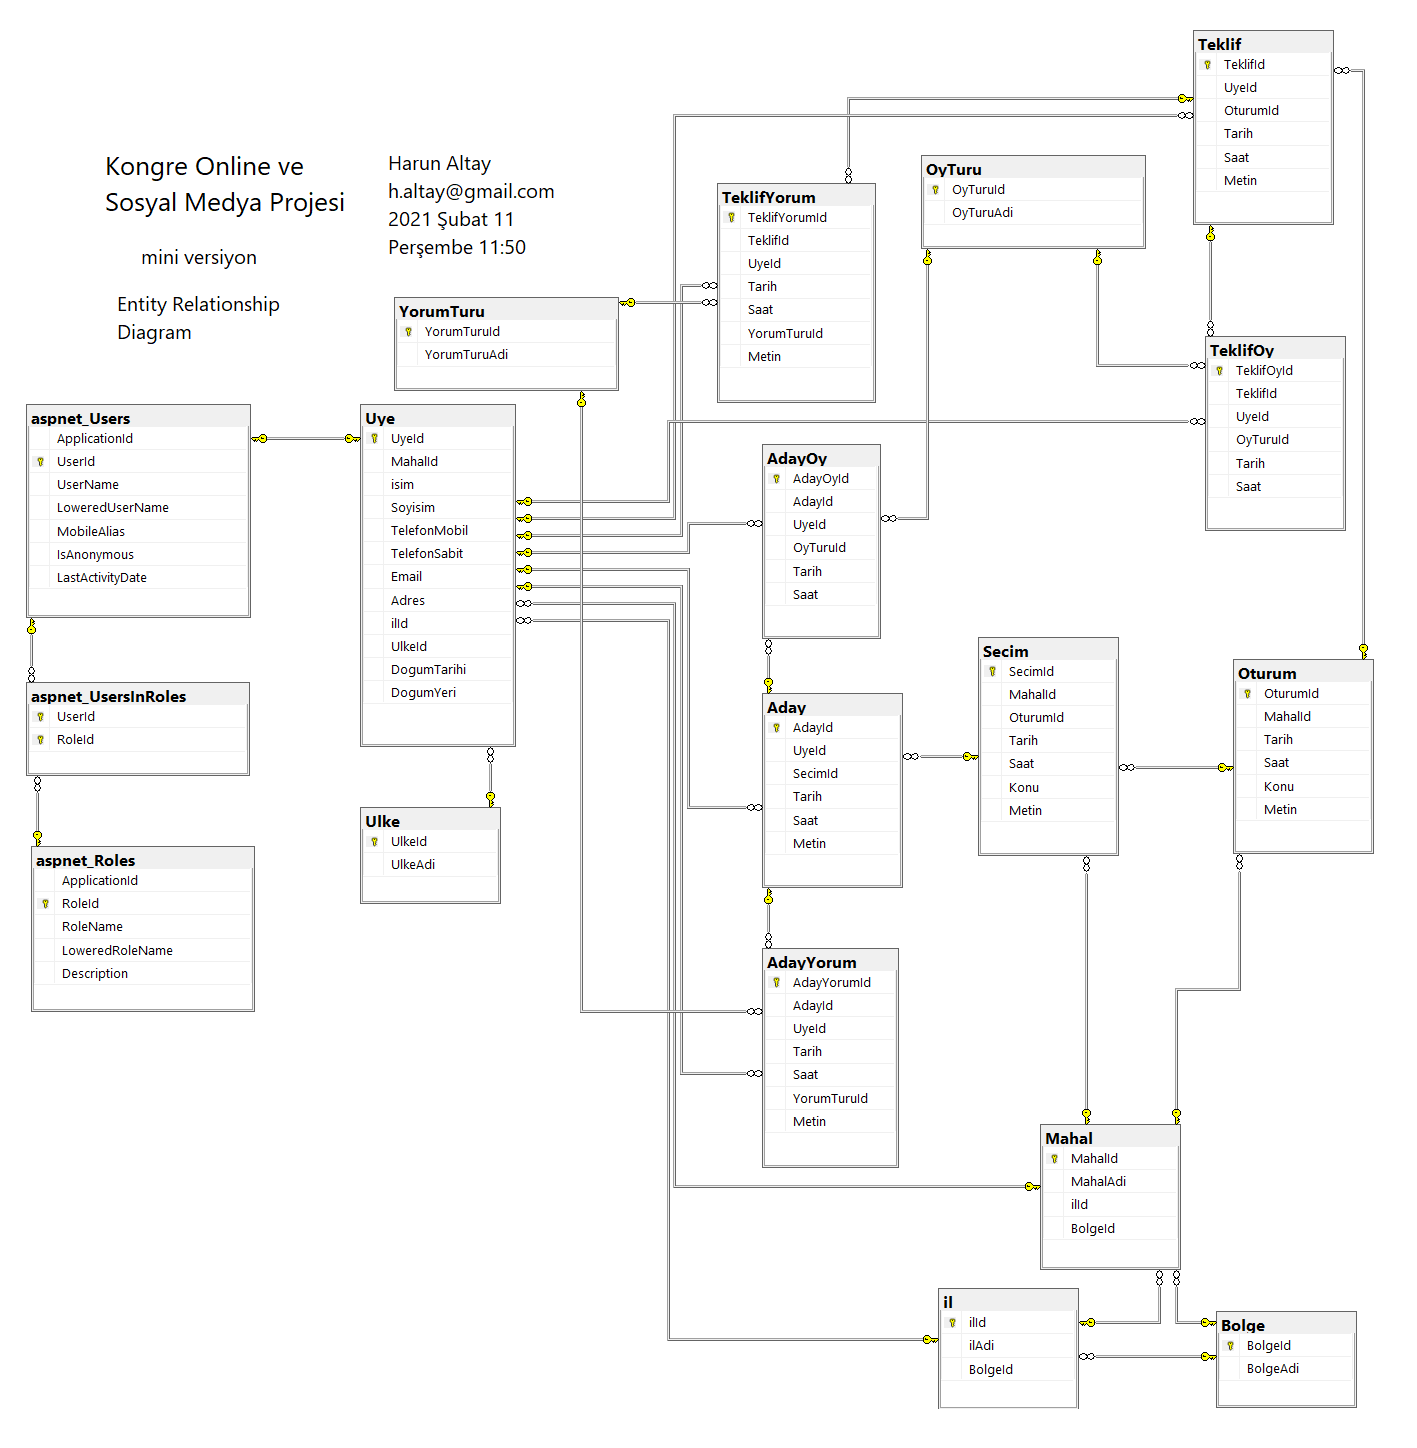 Kongre Online ve
Sosyal Medya Projesi
mini versiyon
Entity Relationship
Diagram
Harun Altay
h.altay@gmail.com
2021 Şubat 11
Perşembe 11:50
Teklif
TeklifId
UyeId
OturumId
Tarih
Saat
Metin
OyTuru
OyTuruId
OyTuruAdi
TeklifYorum
TeklifYorumId
TeklifId
UyeId
Tarih
Saat
YorumTuruId
Metin
YorumTuru
YorumTuruId
YorumTuruAdi
TeklifOy
TeklifOyId
TeklifId
UyeId
OyTuruId
Tarih
Saat
aspnet_Users
ApplicationId
UserId
UserName
LoweredUserName
MobileAlias
IsAnonymous
LastActivityDate
Uye
UyeId
MahalId
isim
Soyisim
TelefonMobil
TelefonSabit
Email
Adres
ilId
UlkeId
DogumTarihi
DogumYeri
AdayOy
AdayOyId
AdayId
UyeId
OyTuruId
Tarih
Saat
Secim
SecimId
MahalId
OturumId
Tarih
Saat
Konu
Metin
Oturum
OturumId
MahalId
Tarih
Saat
Konu
Metin
aspnet_UsersInRoles
UserId
RoleId
Aday
AdayId
UyeId
SecimId
Tarih
Saat
Metin
Ulke
UlkeId
UlkeAdi
aspnet_Roles
ApplicationId
RoleId
RoleName
LoweredRoleName
Description
AdayYorum
AdayYorumId
AdayId
UyeId
Tarih
Saat
YorumTuruId
Metin
Mahal
MahalId
MahalAdi
ilId
BolgeId
il
ilId
ilAdi
BolgeId
Bolge
BolgeId
BolgeAdi